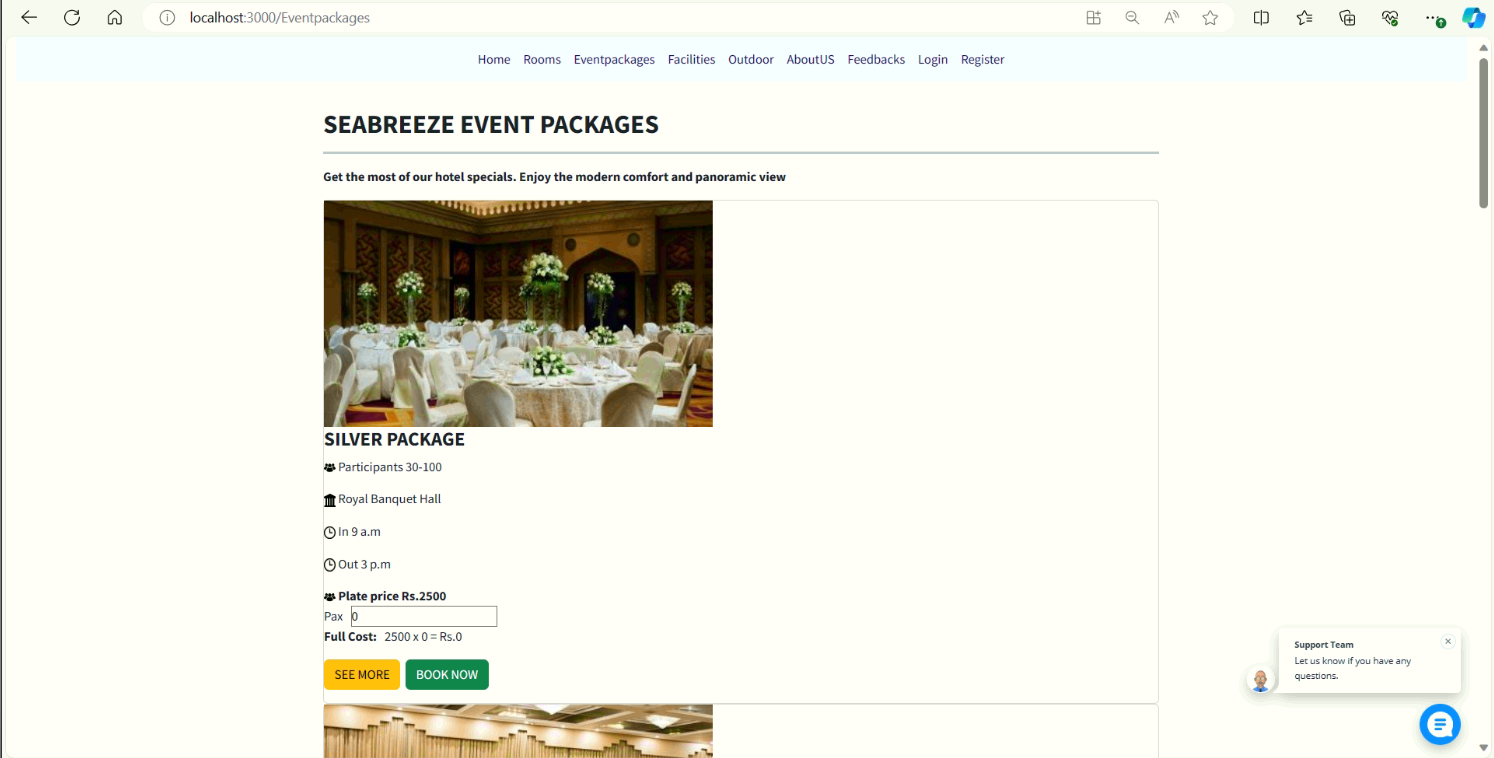 localhost:3000/Eventpackages
Home Rooms Eventpackages Facilities Outdoor AboutUS Feedbacks Login Register
SEABREEZE EVENT PACKAGES
Get the most of our hotel specials. Enjoy the modern comfort and panoramic view
SILVER PACKAGE
Participants 30-100
Royal Banquet Hall
In 9 a.m
Out 3 p.m
Plate price Rs.2500
Pax 0
Full Cost: 2500 x 0 = Rs.0
SEE MORE BOOK NOW
Support Team
Let us know if you have any
questions.